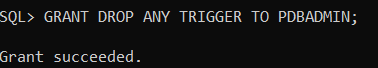 SQL> GRANT DROP ANY TRIGGER TO PDBADMIN;
Grant succeeded.